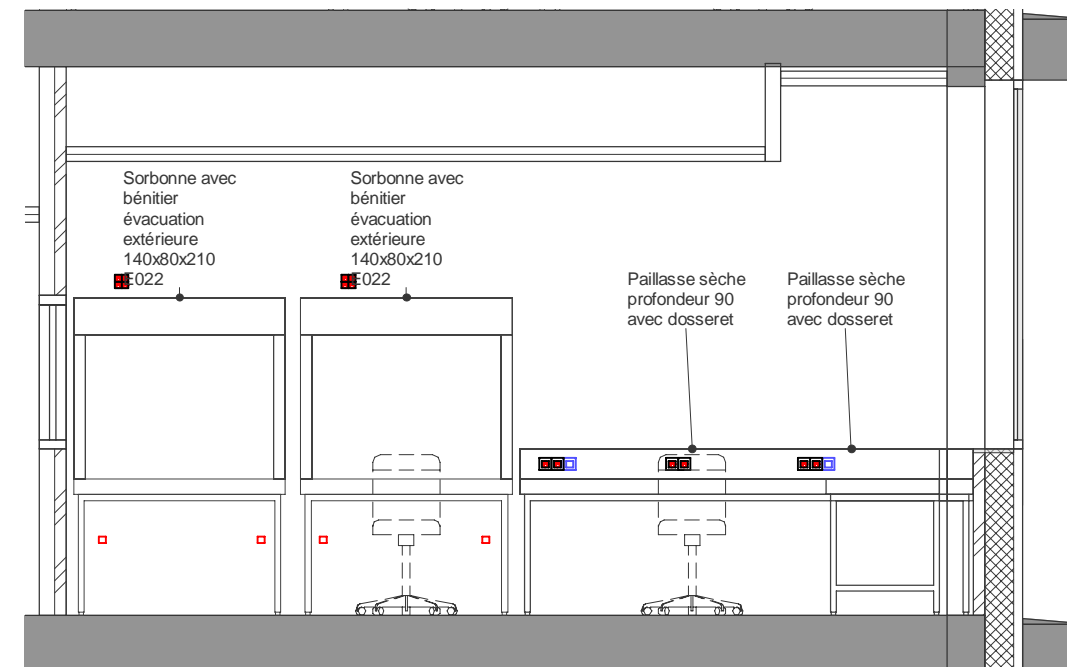 Sorbonne avec
bénitier
évacuation
extérieure
140x80x210
E022
Sorbonne avec
bénitier
évacuation
extérieure
140x80x210
E022
Paillasse sèche
profondeur 90
avec dosseret
Paillasse sèche
profondeur 90
avec dosseret